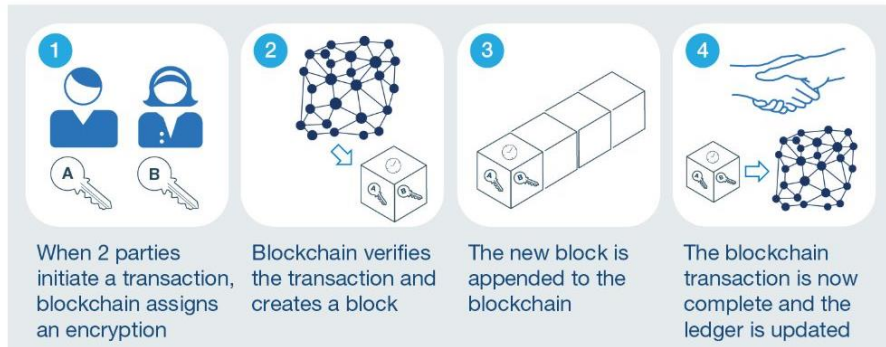 1
A
B
When 2 parties
initiate a transaction,
blockchain assigns
an encryption
2
A
B
Blockchain verifies
the transaction and
creates a block
3
A
B
The new block is
appended to the
blockchain
4
A
B
The blockchain
transaction is now
complete and the
ledger is updated